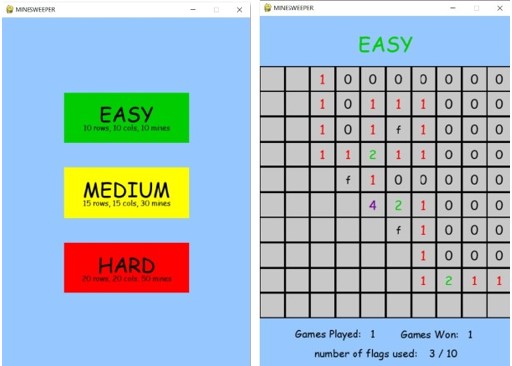 MINESWEEPER
EASY
10 rows, 10 cols, 10 mines
MEDIUM
15 rows, 15 cols, 30 mines
HARD
20 rows, 20 cols, 50 mines
MINESWEEPER
EASY
1 0 0 0 0 0 0 0
1 0 1 1 1 0 0 0
1 0 1 f 1 0 0 0
1 1 2 1 1 0 0 0
f 1 0 0 0 0 0
4 2 1 0 0 0
f 1 0 0 0
1 0 0 0
1 2 1 1
Games Played: 1 Games Won: 1
number of flags used: 3 / 10